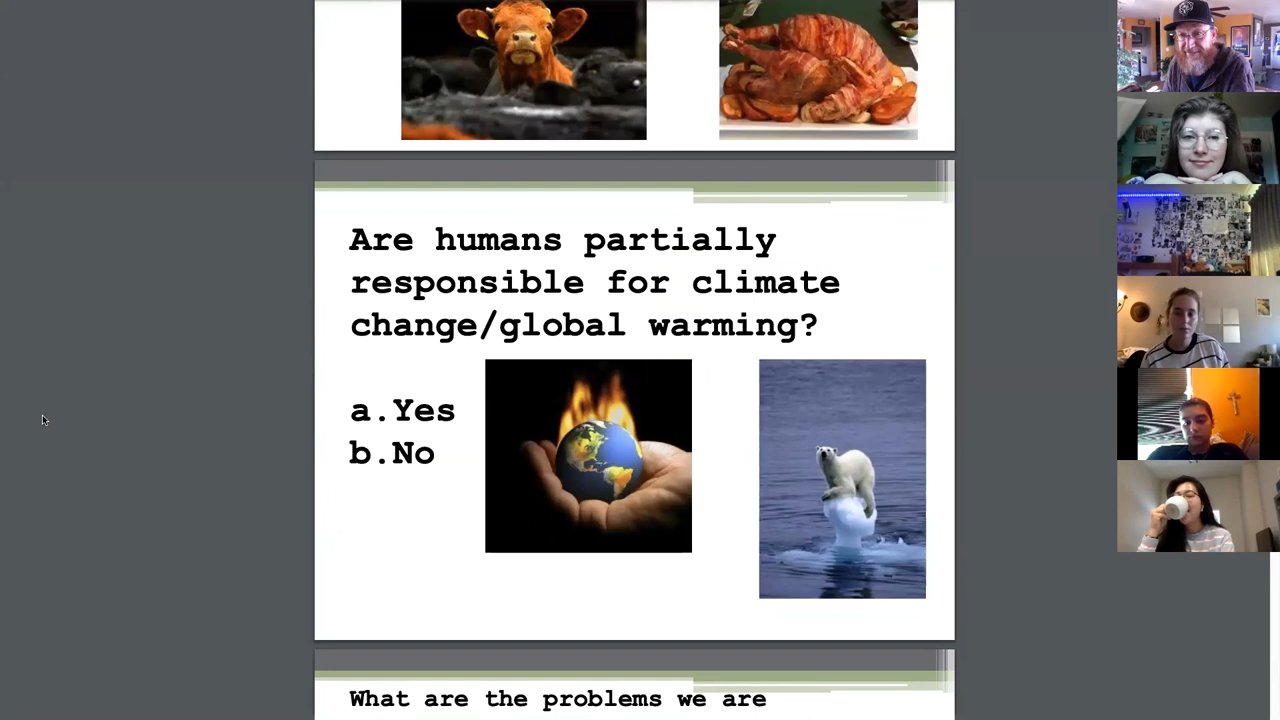 Are humans partially
responsible for climate
change/global warming?
a.Yes
b.No
What are the problems we are